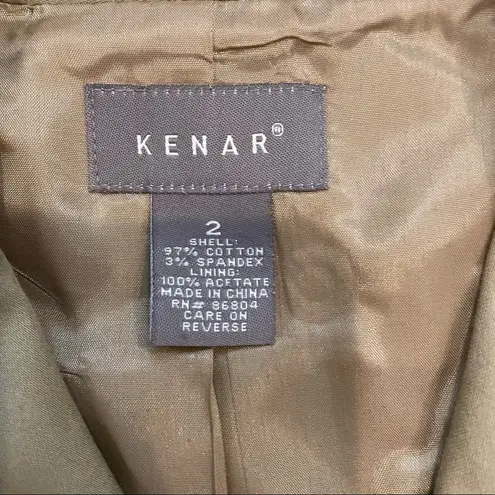 KENAR®
2
SHELL:
97% COTTON
3% SPANDEX
LINING:
100% ACETATE
MADE IN CHINA
RN# 86804
CARE ON
REVERSE